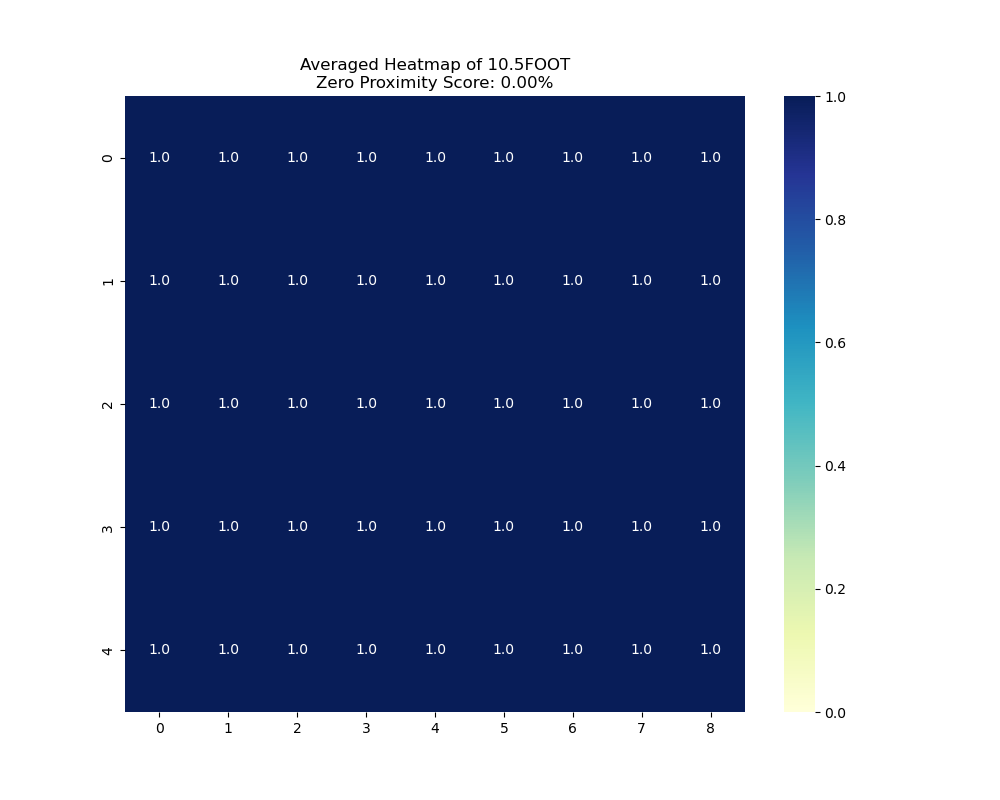 Averaged Heatmap of 10.5FOOT
Zero Proximity Score: 0.00%
0 1.0 1.0 1.0 1.0 1.0 1.0 1.0 1.0 1.0
1 1.0 1.0 1.0 1.0 1.0 1.0 1.0 1.0 1.0
2 1.0 1.0 1.0 1.0 1.0 1.0 1.0 1.0 1.0
3 1.0 1.0 1.0 1.0 1.0 1.0 1.0 1.0 1.0
4 1.0 1.0 1.0 1.0 1.0 1.0 1.0 1.0 1.0
0 1 2 3 4 5 6 7 8
1.0
0.8
0.6
0.4
0.2
0.0